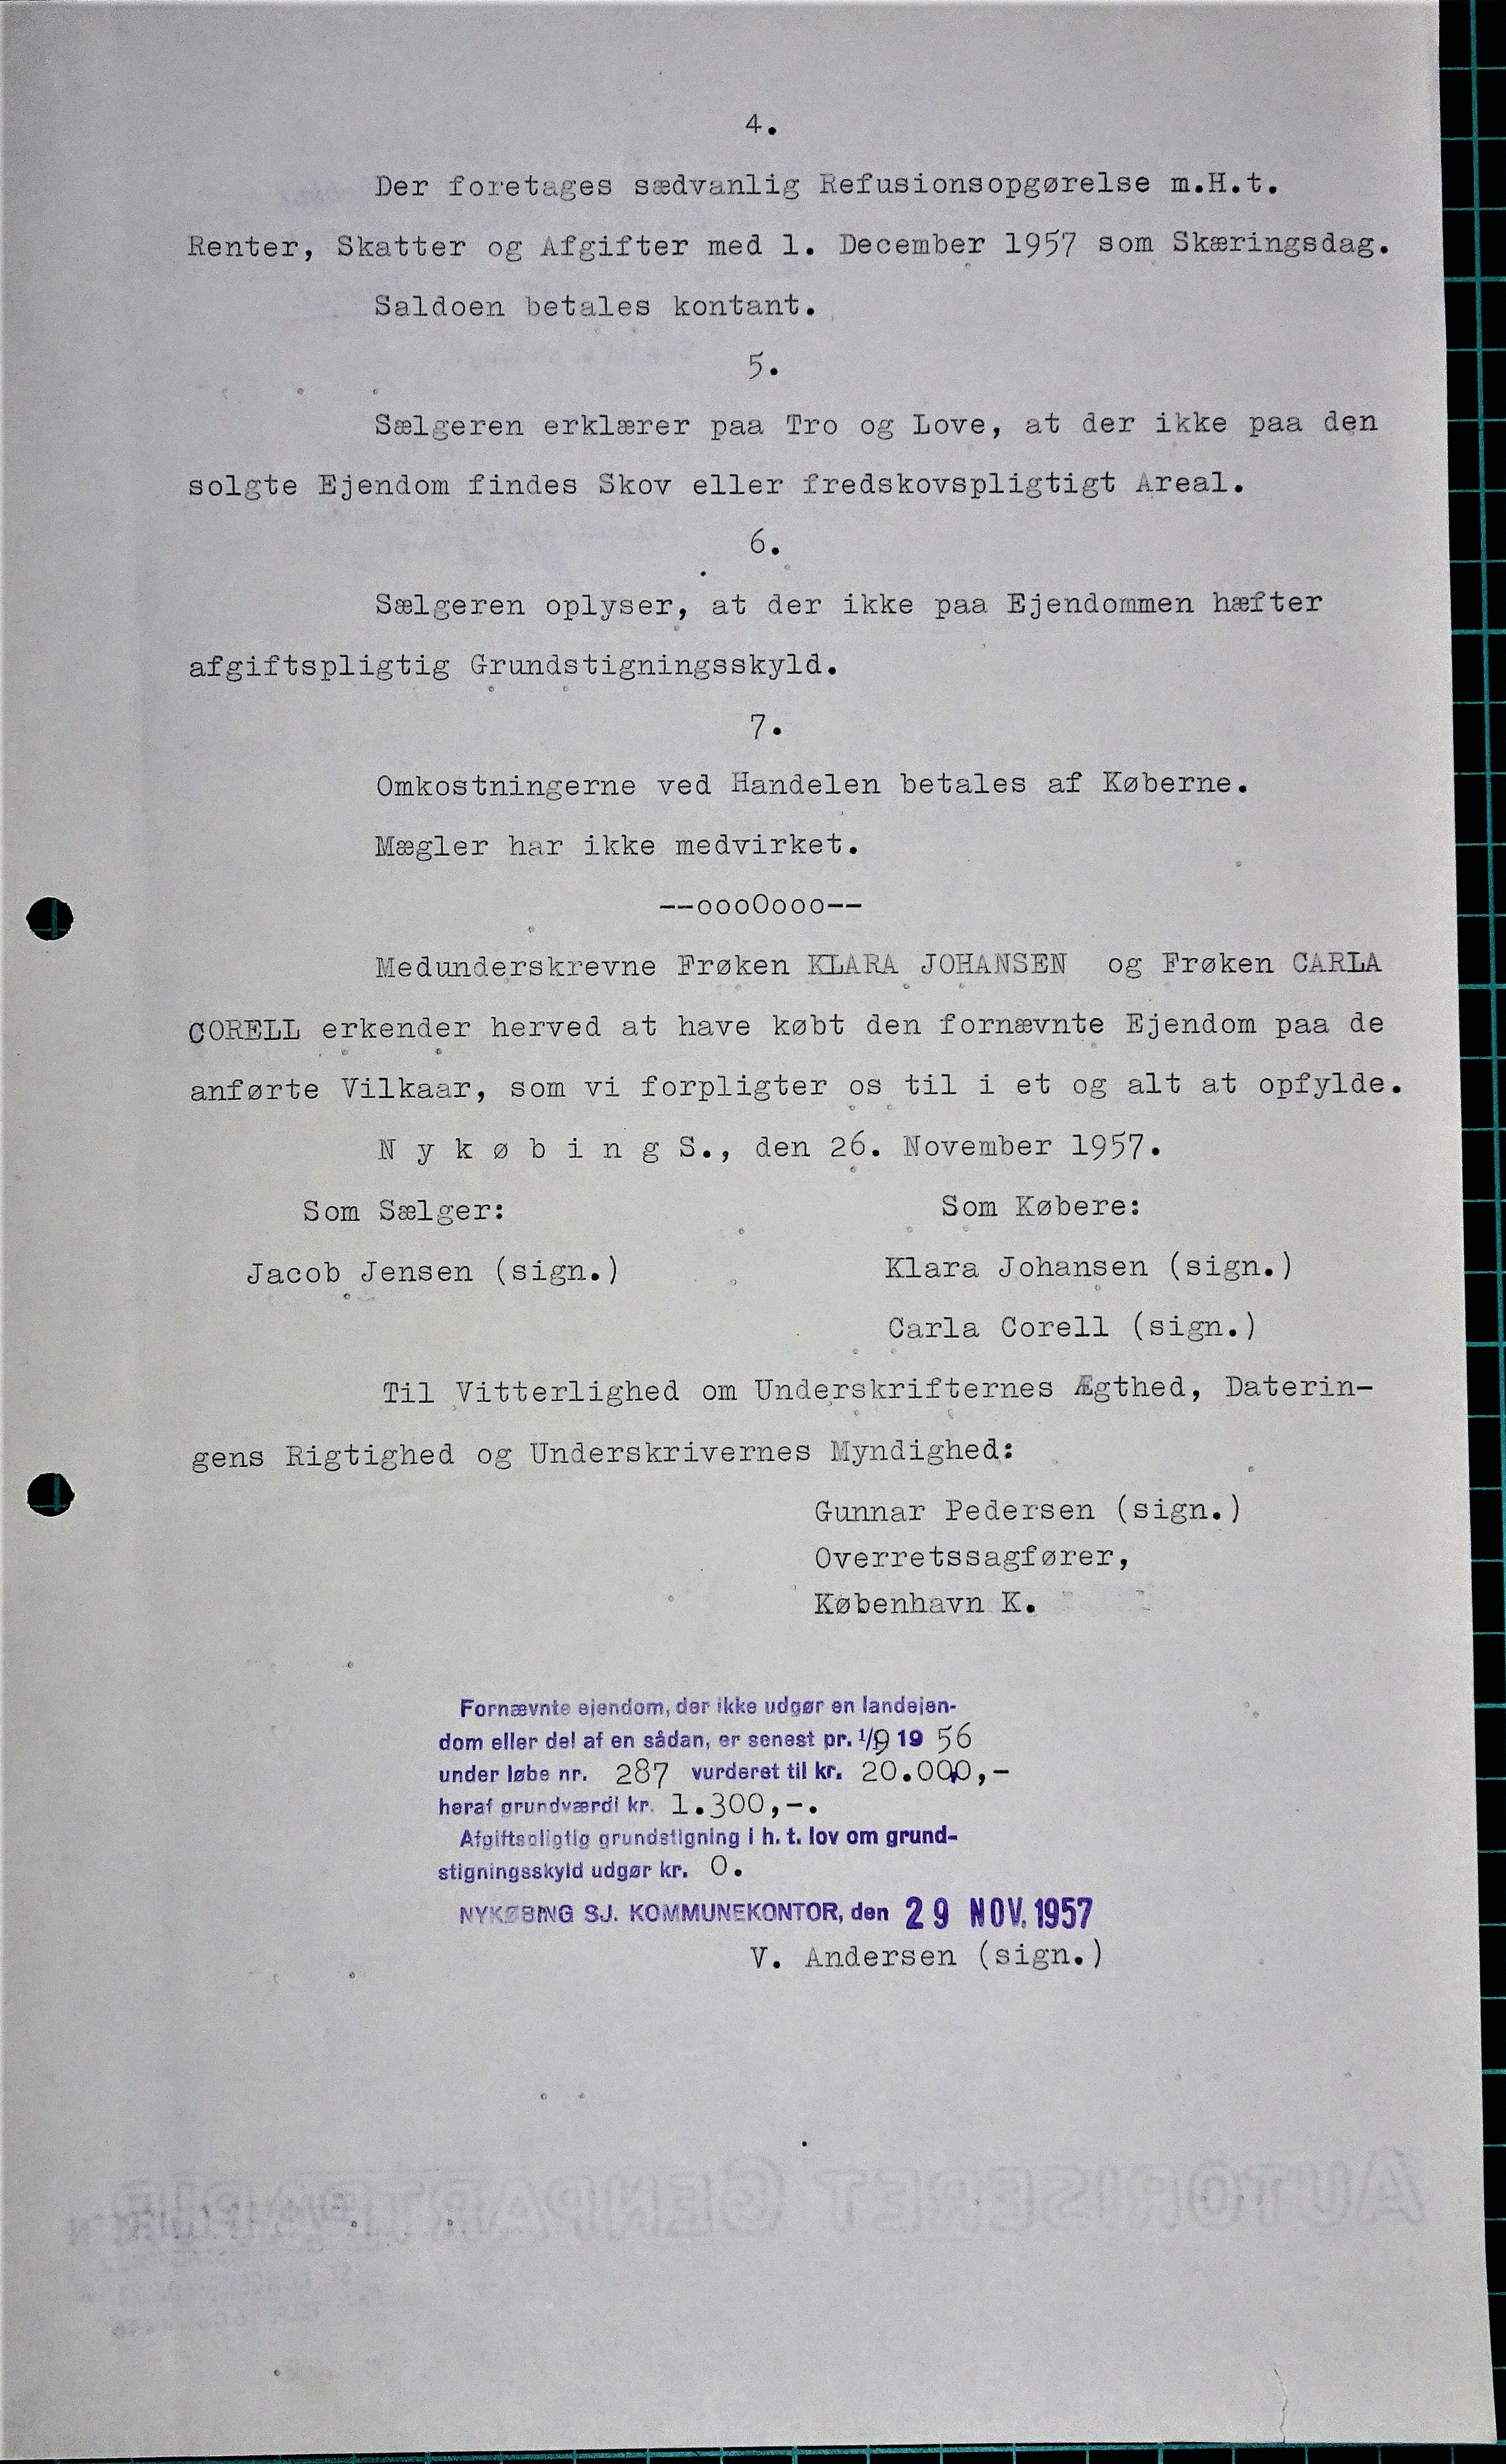 4.
Der foretages sædvanlig Refusionsopgørelse m.H.t.
Renter, Skatter og Afgifter med 1. December 1957 som Skæringsdag.
Saldoen betales kontant.
5.
Sælgeren erklærer paa Tro og Love, at der ikke paa den
solgte Ejendom findes Skov eller fredskovspligtigt Areal.
6.
Sælgeren oplyser, at der ikke paa Ejendommen hæfter
afgiftspligtig Grundstigningsskyld.
7.
Omkostningerne ved Handelen betales af Køberne.
Mægler har ikke medvirket.
--oooOooo--
Medunderskrevne Frøken KLARA JOHANSEN og Frøken CARLA
CORELL erkender herved at have købt den fornævnte Ejendom paa de
anførte Vilkaar, som vi forpligter os til i et og alt at opfylde.
N y k ø b i n g S., den 26. November 1957.
Som Sælger:
Som Købere:
Jacob Jensen (sign.)
Klara Johansen (sign.)
Carla Corell (sign.)
Til Vitterlighed om Underskrifternes Ægthed, Daterin-
gens Rigtighed og Underskrivernes Myndighed:
Gunnar Pedersen (sign.)
Overretssagfører,
København K.
Fornævnte ejendom, der ikke udgør en landejen-
dom eller del af en sådan, er senest pr. 1/9 19 56
under løbe nr. 287 vurderet til kr. 20.000,-
heraf grundværdi kr. 1.300,-.
Afgiftspligtig grundstigning i h. t. lov om grund-
stigningsskyld udgør kr. 0.
NYKØBING SJ. KOMMUNEKONTOR, den 29 NOV. 1957
V. Andersen (sign.)
AUTORISERET GENPARTPAPIR